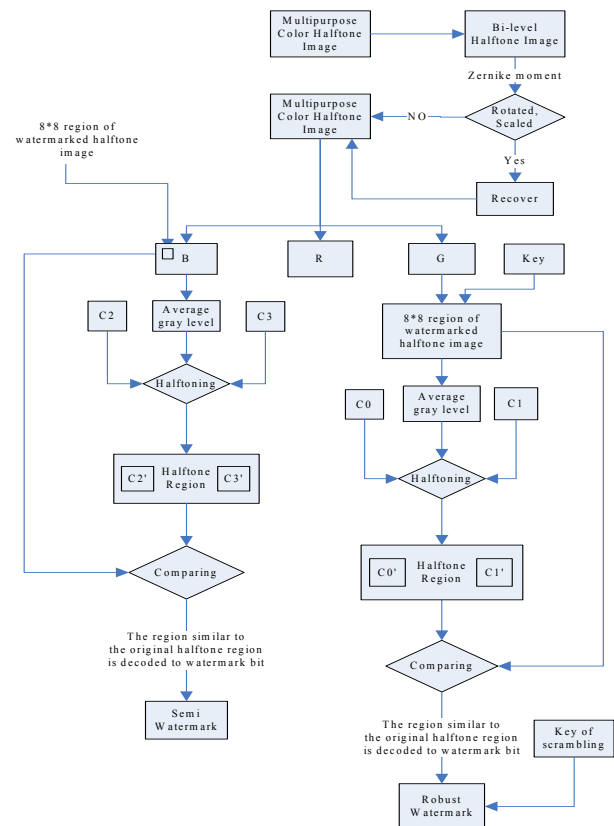 Multipurpose
Color Halftone
Image
Bi-level
Halftone Image
Zernike moment
Multipurpose
Color Halftone
Image
NO
Rotated,
Scaled
8*8 region of
watermarked halftone
image
Yes
Recover
B
R
G
Key
C2
Average
gray level
C3
8*8 region of
watermarked
halftone image
Halftoning
C0
Average
gray level
C1
C2'
Halftone
Region
C3'
Halftoning
Comparing
C0'
Halftone
Region
C1'
The region similar to
the original halftone region
is decoded to watermark bit
Comparing
Semi
Watermark
The region similar to
the original halftone region
is decoded to watermark bit
Key of
scrambling
Robust
Watermark